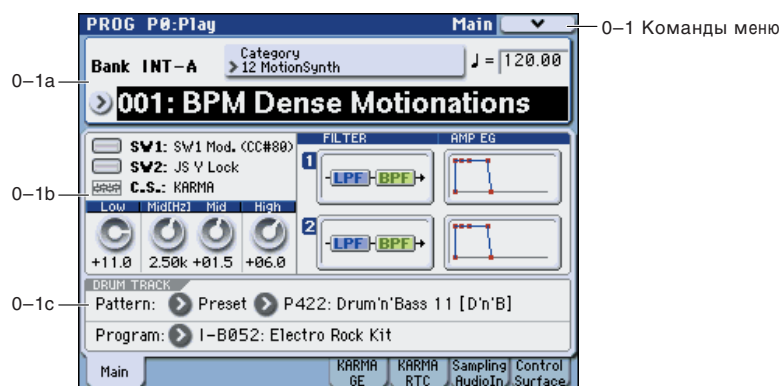 PROG P0:Play Main
0–1 Команды меню
Bank INT-A
Category
12 MotionSynth
♩ = 120.00
0–1a
001: BPM Dense Motionations
SW1: SW1 Mod. (CC#80)
SW2: JS Y Lock
C.S.: KARMA
0–1b
Low Mid[Hz] Mid High
+11.0 2.50k +01.5 +06.0
FILTER AMP EG
1 LPF BPF
2 LPF BPF
DRUM TRACK
0–1c
Pattern: Preset P422: Drum'n'Bass 11 [D'n'B]
Program: I-B052: Electro Rock Kit
Main
KARMA GE
KARMA RTC
Sampling AudioIn
Control Surface